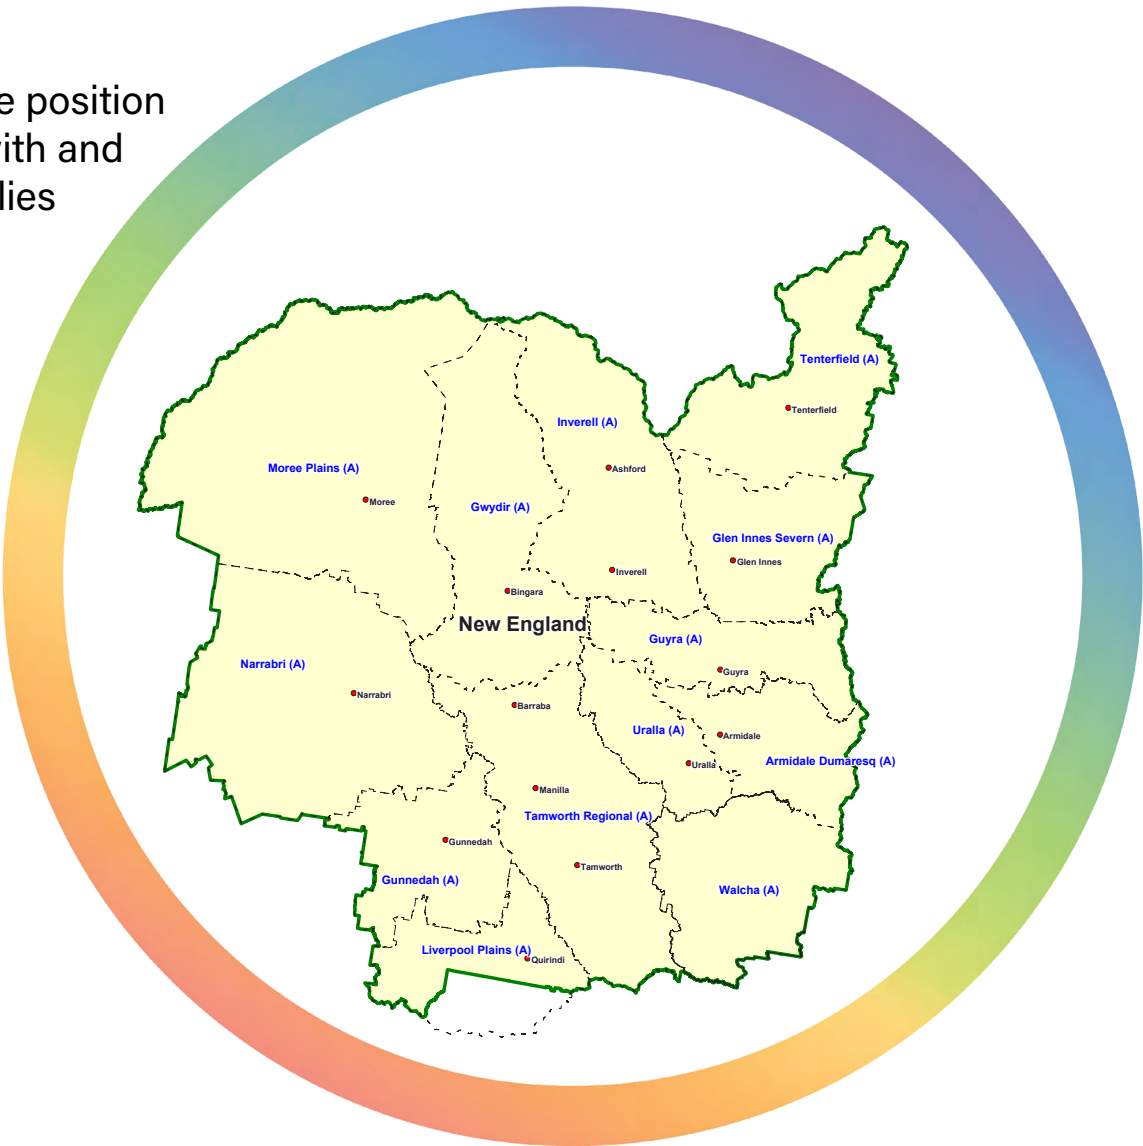 e position
with and
lies
Tenterfield (A)
Tenterfield
Inverell (A)
Ashford
Moree Plains (A)
Moree
Gwydir (A)
Glen Innes Severn (A)
Glen Innes
Inverell
Bingara
New England
Guyra (A)
Narrabri (A)
Guyra
Narrabri
Barraba
Uralla (A)
Armidale
Uralla
Armidale Dumaresq (A)
Manilla
Tamworth Regional (A)
Gunnedah
Tamworth
Gunnedah (A)
Walcha (A)
Liverpool Plains (A)
Quirindi